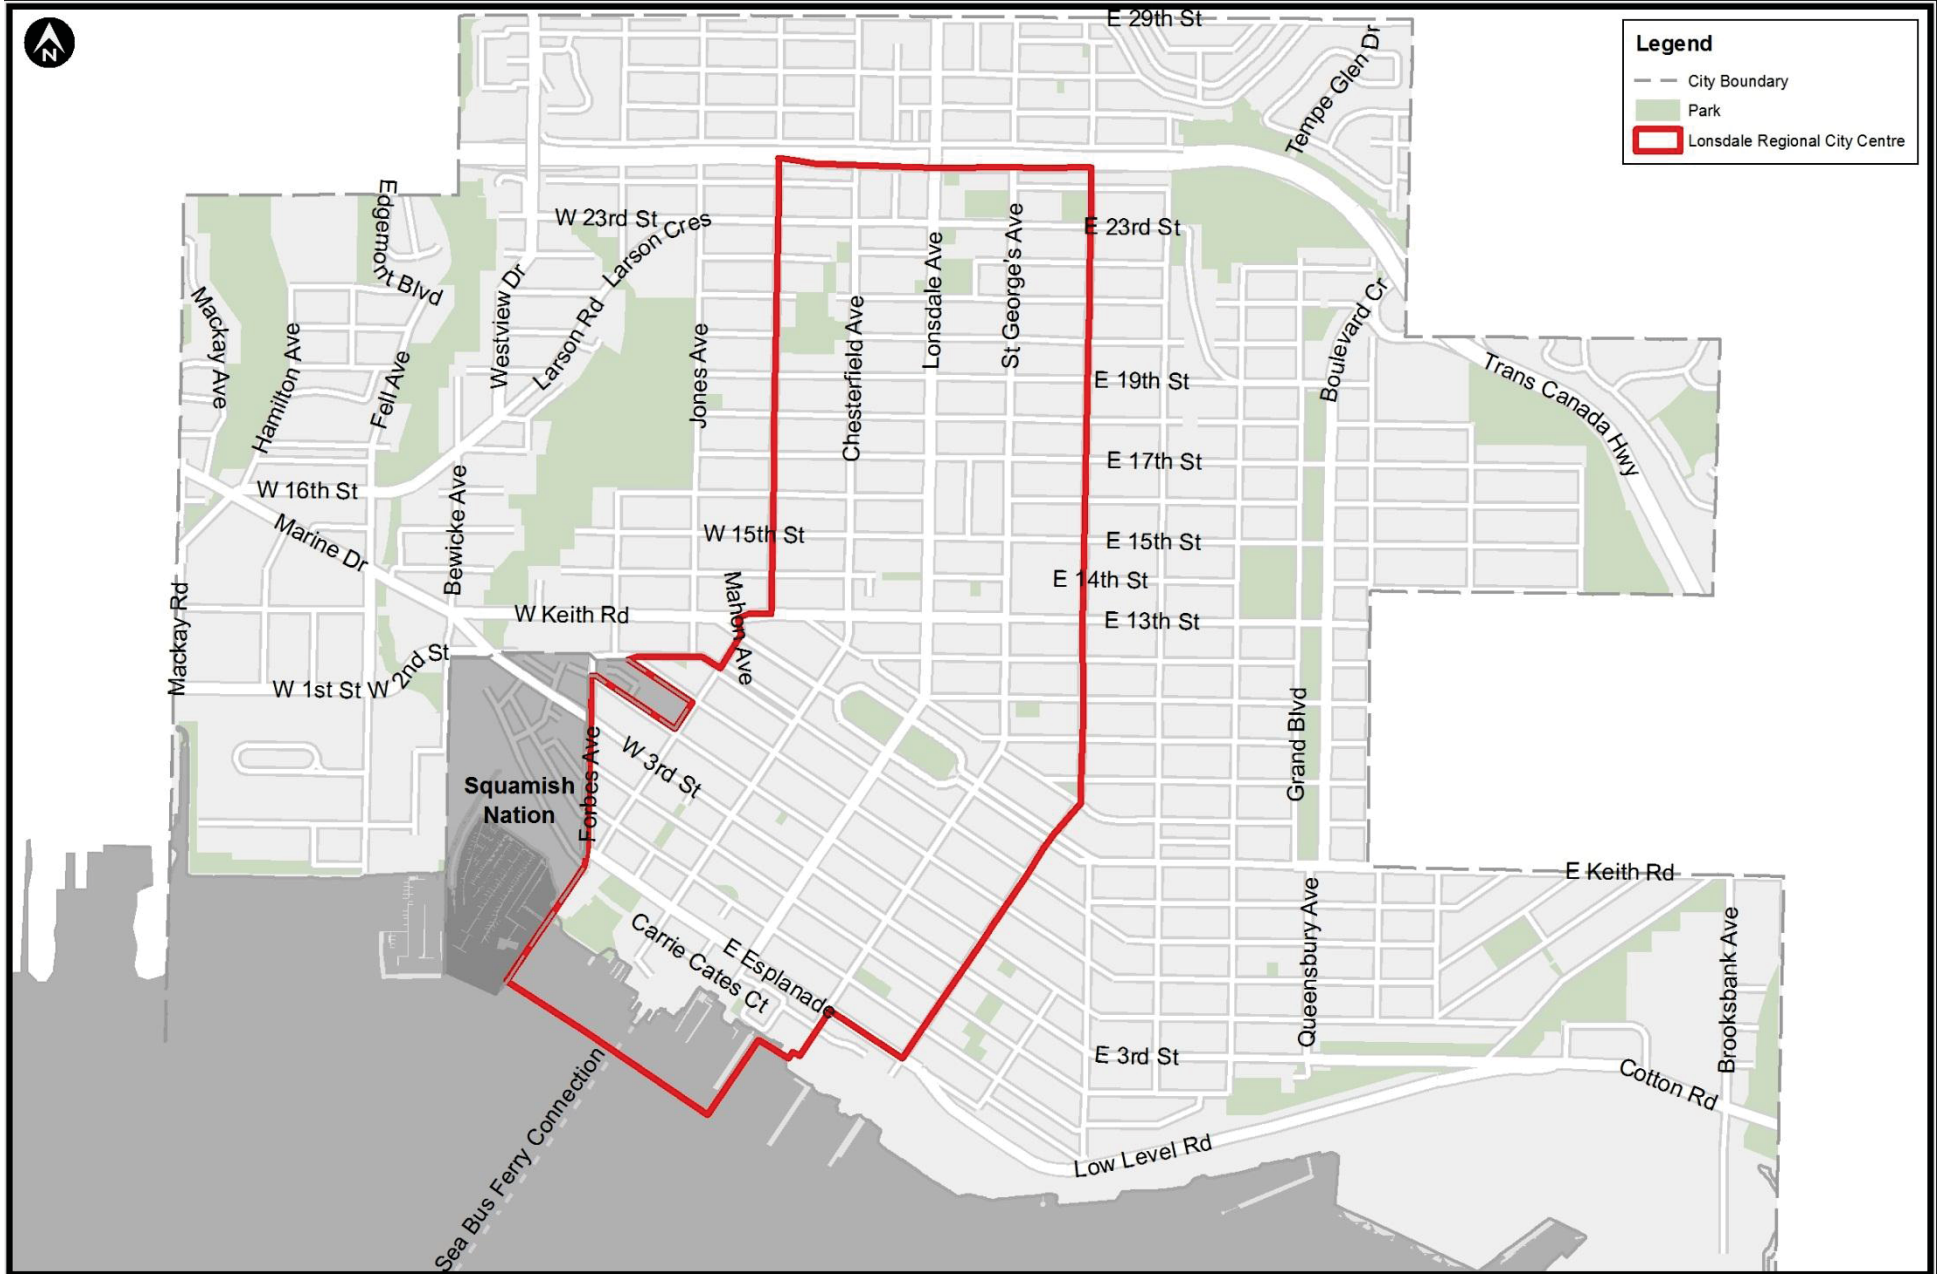 N
E 29th St
Legend
City Boundary
Park
Lonsdale Regional City Centre
Tempe Glen Dr
Edgemont Blvd
W 23rd St
Larson Cres
E 23rd St
Mackay Ave
Hamilton Ave
Fell Ave
Westview Dr
Larson Rd
Jones Ave
Chesterfield Ave
Lonsdale Ave
St George's Ave
Boulevard Cr
Trans Canada Hwy
E 19th St
E 17th St
W 16th St
Marine Dr
Bewicke Ave
W 15th St
E 15th St
E 14th St
E 13th St
Mackay Rd
W Keith Rd
Mahon Ave
W 1st St
W 2nd St
Grand Blvd
Forbes Ave
W 3rd St
Squamish
Nation
E Keith Rd
Queensbury Ave
Brooksbank Ave
Carrie Cates Ct
E Esplanade
E 3rd St
Cotton Rd
Low Level Rd
Sea Bus Ferry Connection